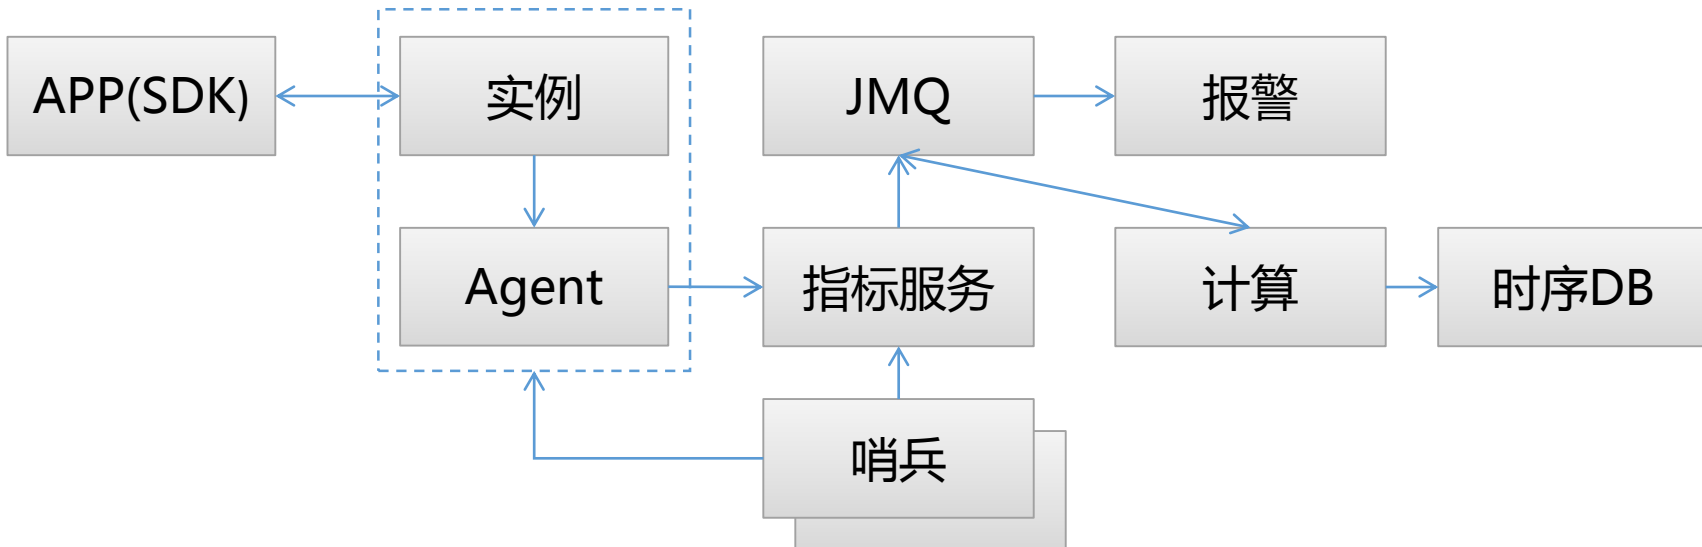 APP(SDK)
实例
JMQ
报警
Agent
指标服务
计算
时序DB
哨兵